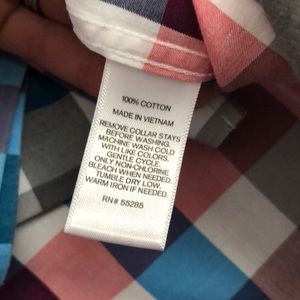 100% COTTON
MADE IN VIETNAM
REMOVE COLLAR STAYS
BEFORE WASHING.
MACHINE WASH COLD
WITH LIKE COLORS.
GENTLE CYCLE.
ONLY NON-CHLORINE
BLEACH WHEN NEEDED.
TUMBLE DRY LOW.
WARM IRON IF NEEDED.
RN# 55285